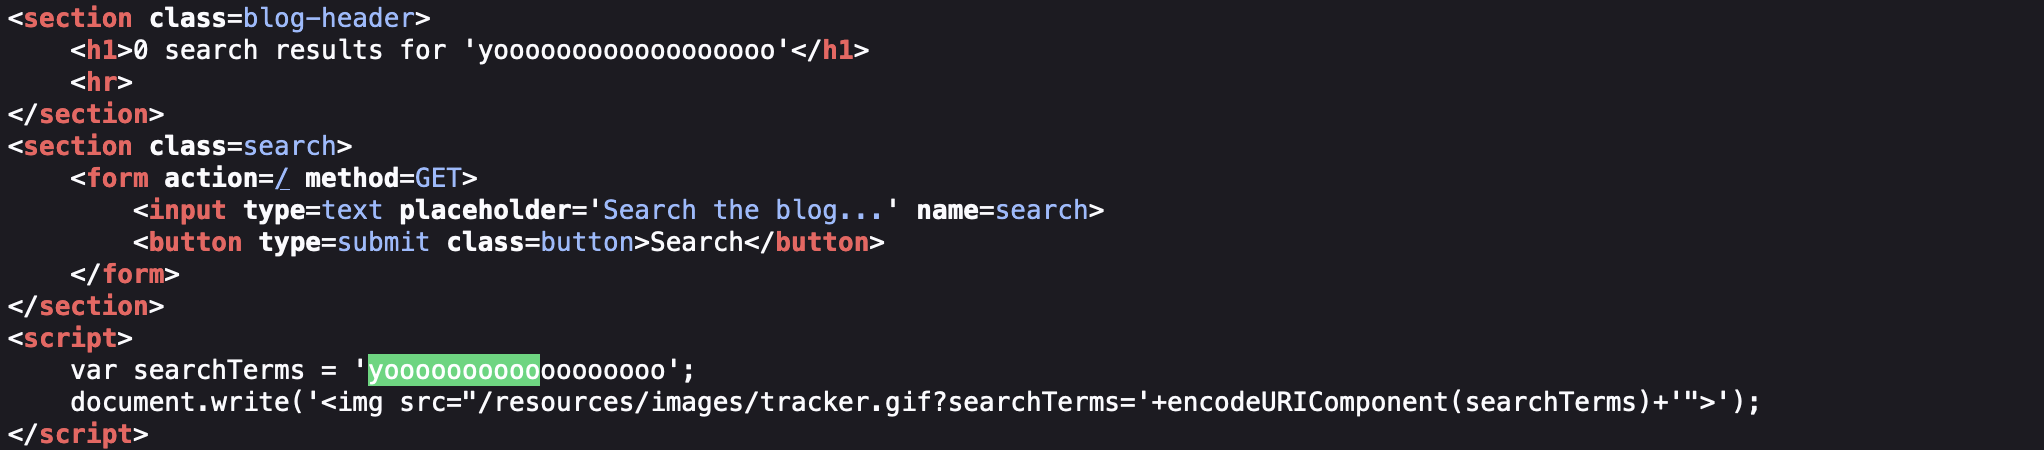 <section class=blog-header>
    <h1>0 search results for 'yoooooooooooooooooo'</h1>
    <hr>
</section>
<section class=search>
    <form action=/ method=GET>
        <input type=text placeholder='Search the blog...' name=search>
        <button type=submit class=button>Search</button>
    </form>
</section>
<script>
    var searchTerms = 'yoooooooooooooooooo';
    document.write('<img src="/resources/images/tracker.gif?searchTerms='+encodeURIComponent(searchTerms)+'">');
</script>